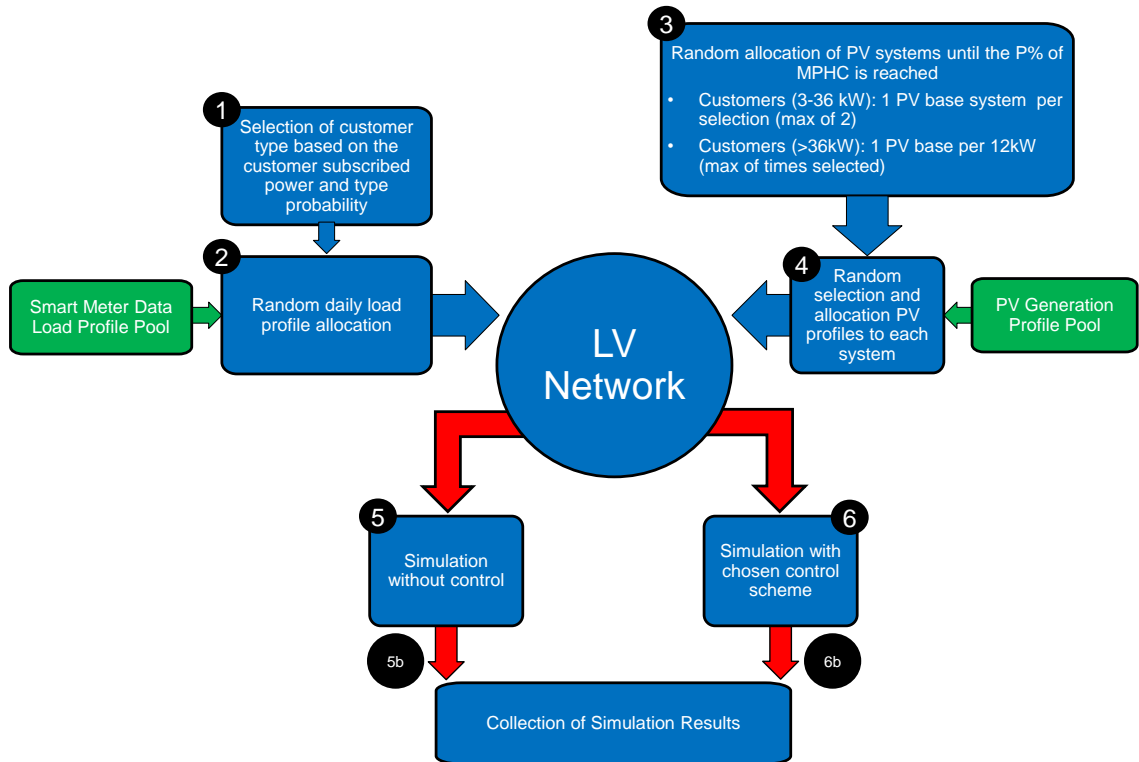 1
Selection of customer
type based on the
customer subscribed
power and type
probability
2
Random daily load
profile allocation
Smart Meter Data
Load Profile Pool
3
Random allocation of PV systems until the P% of
MPHC is reached
• Customers (3-36 kW): 1 PV base system per
selection (max of 2)
• Customers (>36kW): 1 PV base per 12kW
(max of times selected)
4
Random
selection and
allocation PV
profiles to each
system
PV Generation
Profile Pool
LV
Network
5
Simulation
without control
6
Simulation with
chosen control
scheme
5b
6b
Collection of Simulation Results